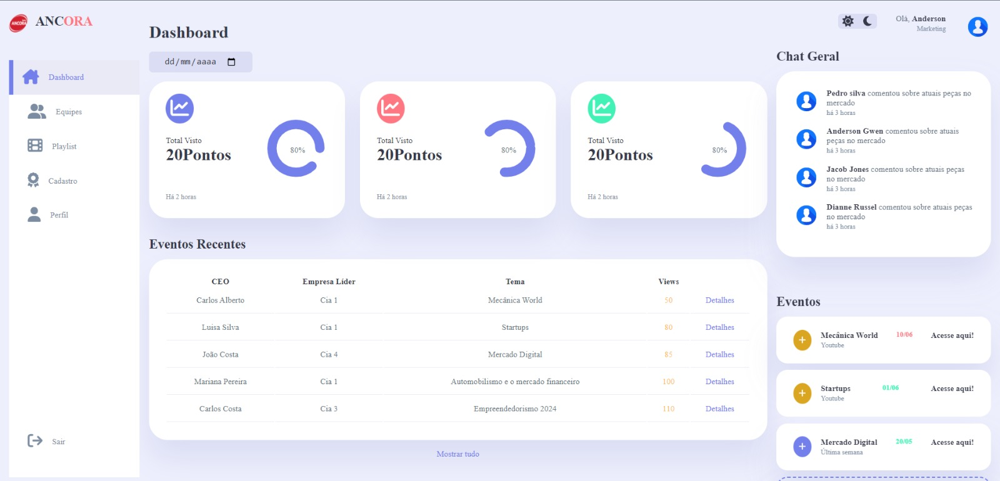 ANCORA
ANCORA
Dashboard
Equipes
Playlist
Cadastro
Perfil
Sair
Dashboard
dd/mm/aaaa
Total Visto
20Pontos
80%
Há 2 horas
Total Visto
20Pontos
80%
Há 2 horas
Total Visto
20Pontos
80%
Há 2 horas
Eventos Recentes
CEO Empresa Líder Tema Views
Carlos Alberto Cia 1 Mecânica World 50 Detalhes
Luisa Silva Cia 1 Startups 80 Detalhes
João Costa Cia 4 Mercado Digital 85 Detalhes
Mariana Pereira Cia 1 Automobilismo e o mercado financeiro 100 Detalhes
Carlos Costa Cia 3 Empreendedorismo 2024 110 Detalhes
Mostrar tudo
Olá, Anderson
Marketing
Chat Geral
Pedro silva comentou sobre atuais peças no
mercado
há 3 horas
Anderson Gwen comentou sobre atuais
peças no mercado
há 3 horas
Jacob Jones comentou sobre atuais peças
no mercado
há 3 horas
Dianne Russel comentou sobre atuais peças
no mercado
há 3 horas
Eventos
Mecânica World 10/06 Acesse aqui!
Youtube
Startups 01/06 Acesse aqui!
Youtube
Mercado Digital 20/05 Acesse aqui!
Última semana